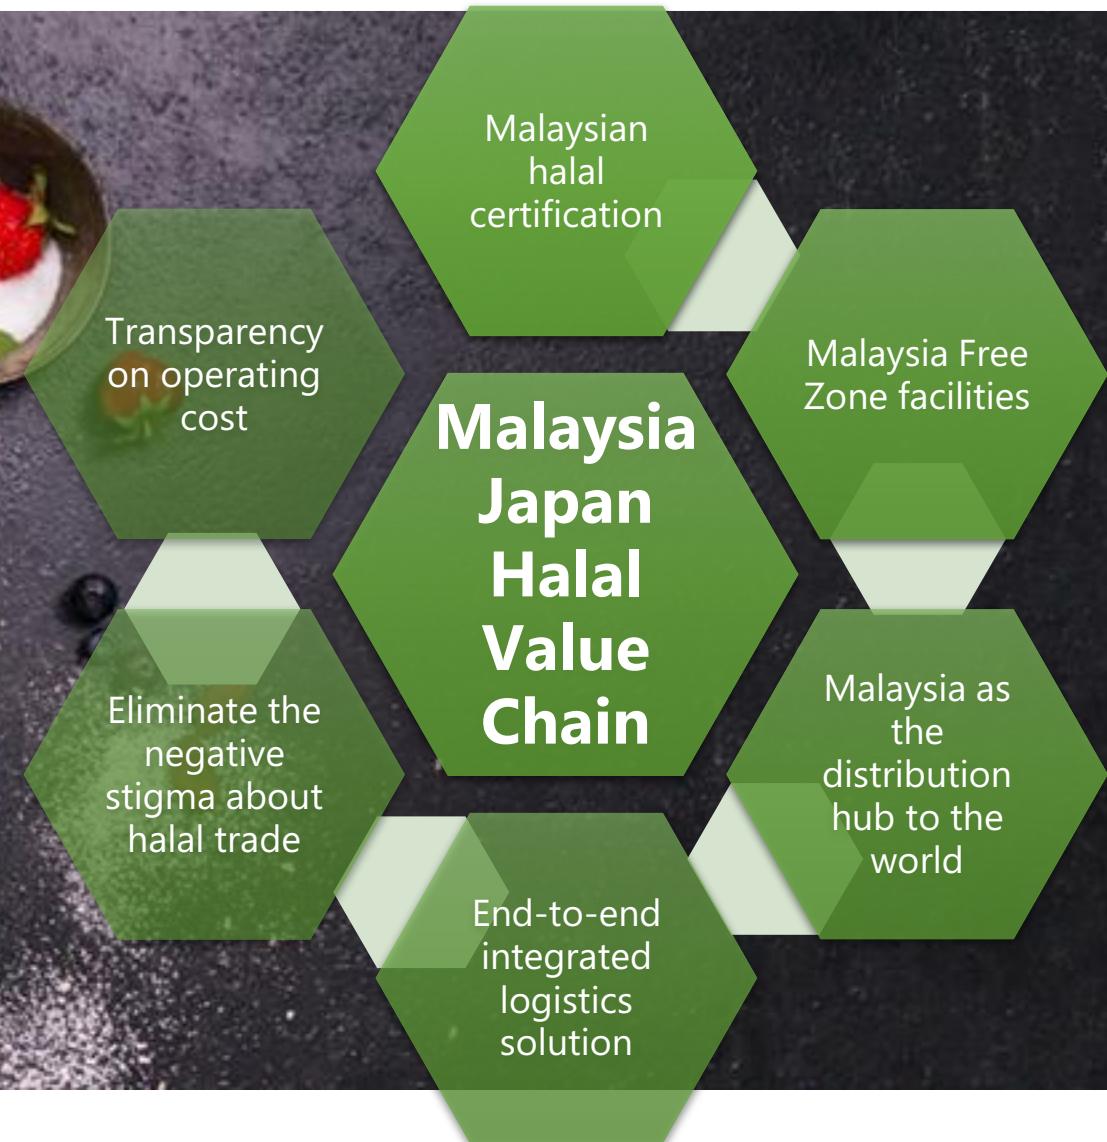 Malaysian
halal
certification
Malaysia Free
Zone facilities
Malaysia as
the
distribution
hub to the
world
End-to-end
integrated
logistics
solution
Eliminate the
negative
stigma about
halal trade
Transparency
on operating
cost
Malaysia
Japan
Halal
Value
Chain